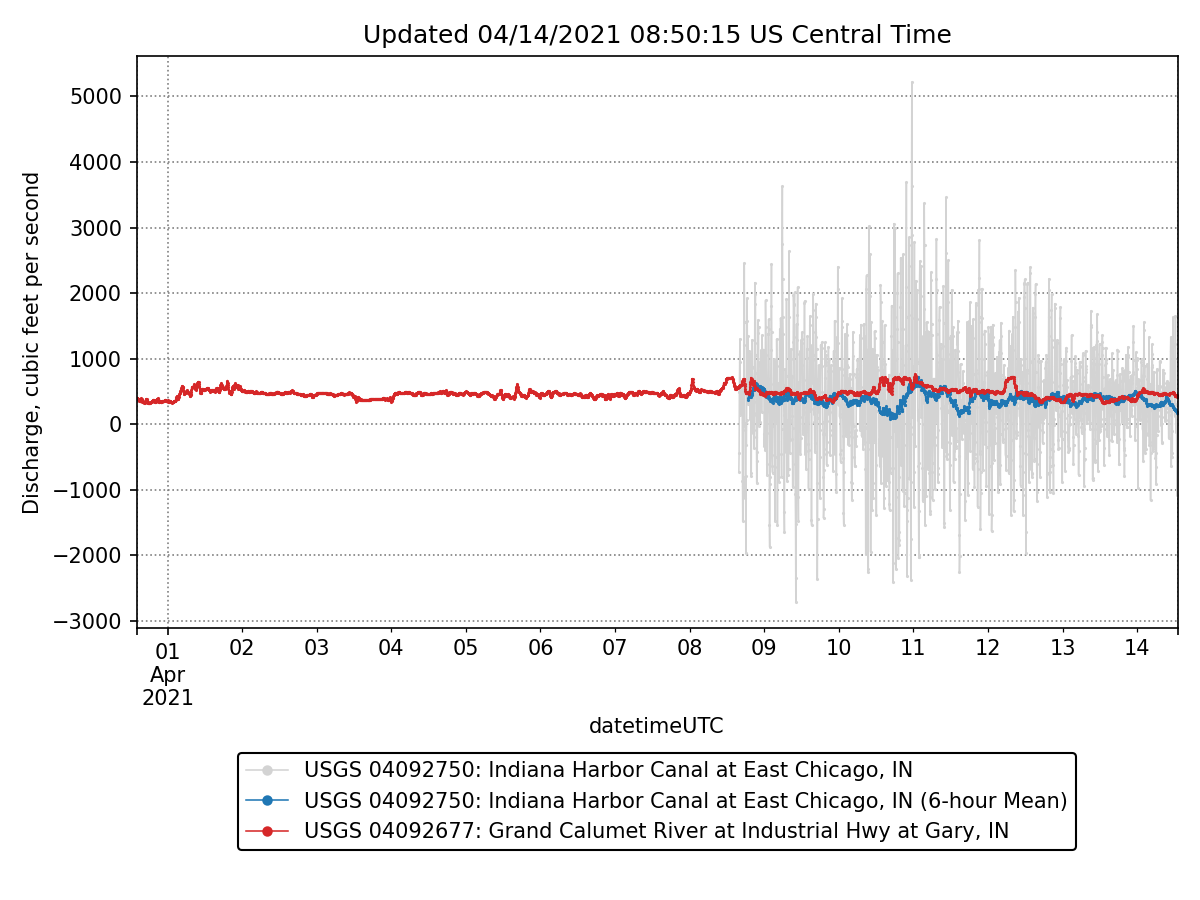 Updated 04/14/2021 08:50:15 US Central Time
Discharge, cubic feet per second
5000
4000
3000
2000
1000
0
−1000
−2000
−3000
01 02 03 04 05 06 07 08 09 10 11 12 13 14
Apr
2021
datetimeUTC
USGS 04092750: Indiana Harbor Canal at East Chicago, IN
USGS 04092750: Indiana Harbor Canal at East Chicago, IN (6-hour Mean)
USGS 04092677: Grand Calumet River at Industrial Hwy at Gary, IN